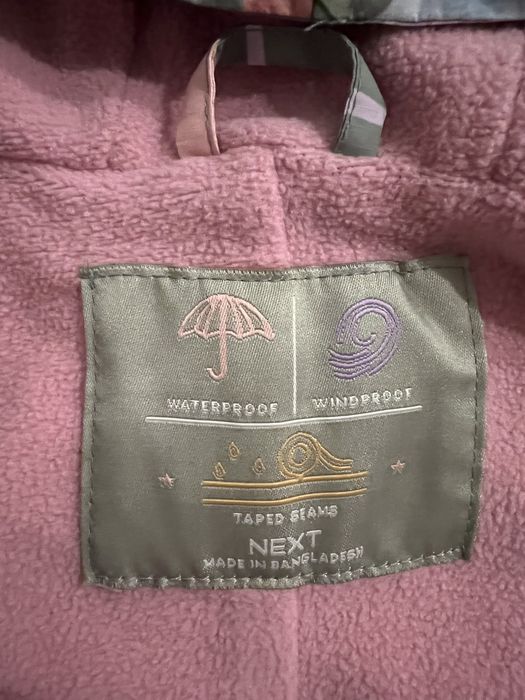 WATERPROOF WINDPROOF
TAPED SEAMS
NEXT
MADE IN BANGLADESH